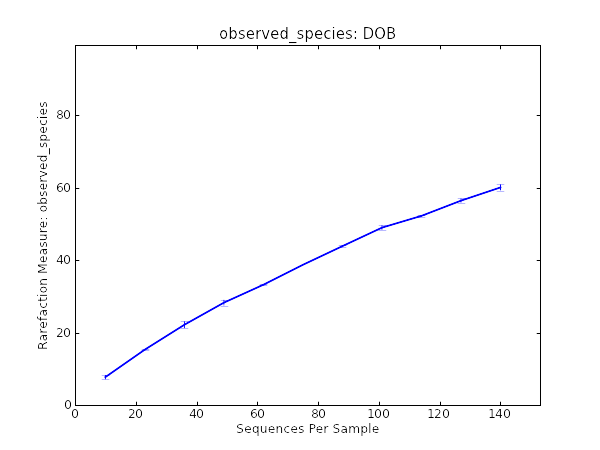 observed_species: DOB
Rarefaction Measure: observed_species
80
60
40
20
0
0 20 40 60 80 100 120 140
Sequences Per Sample